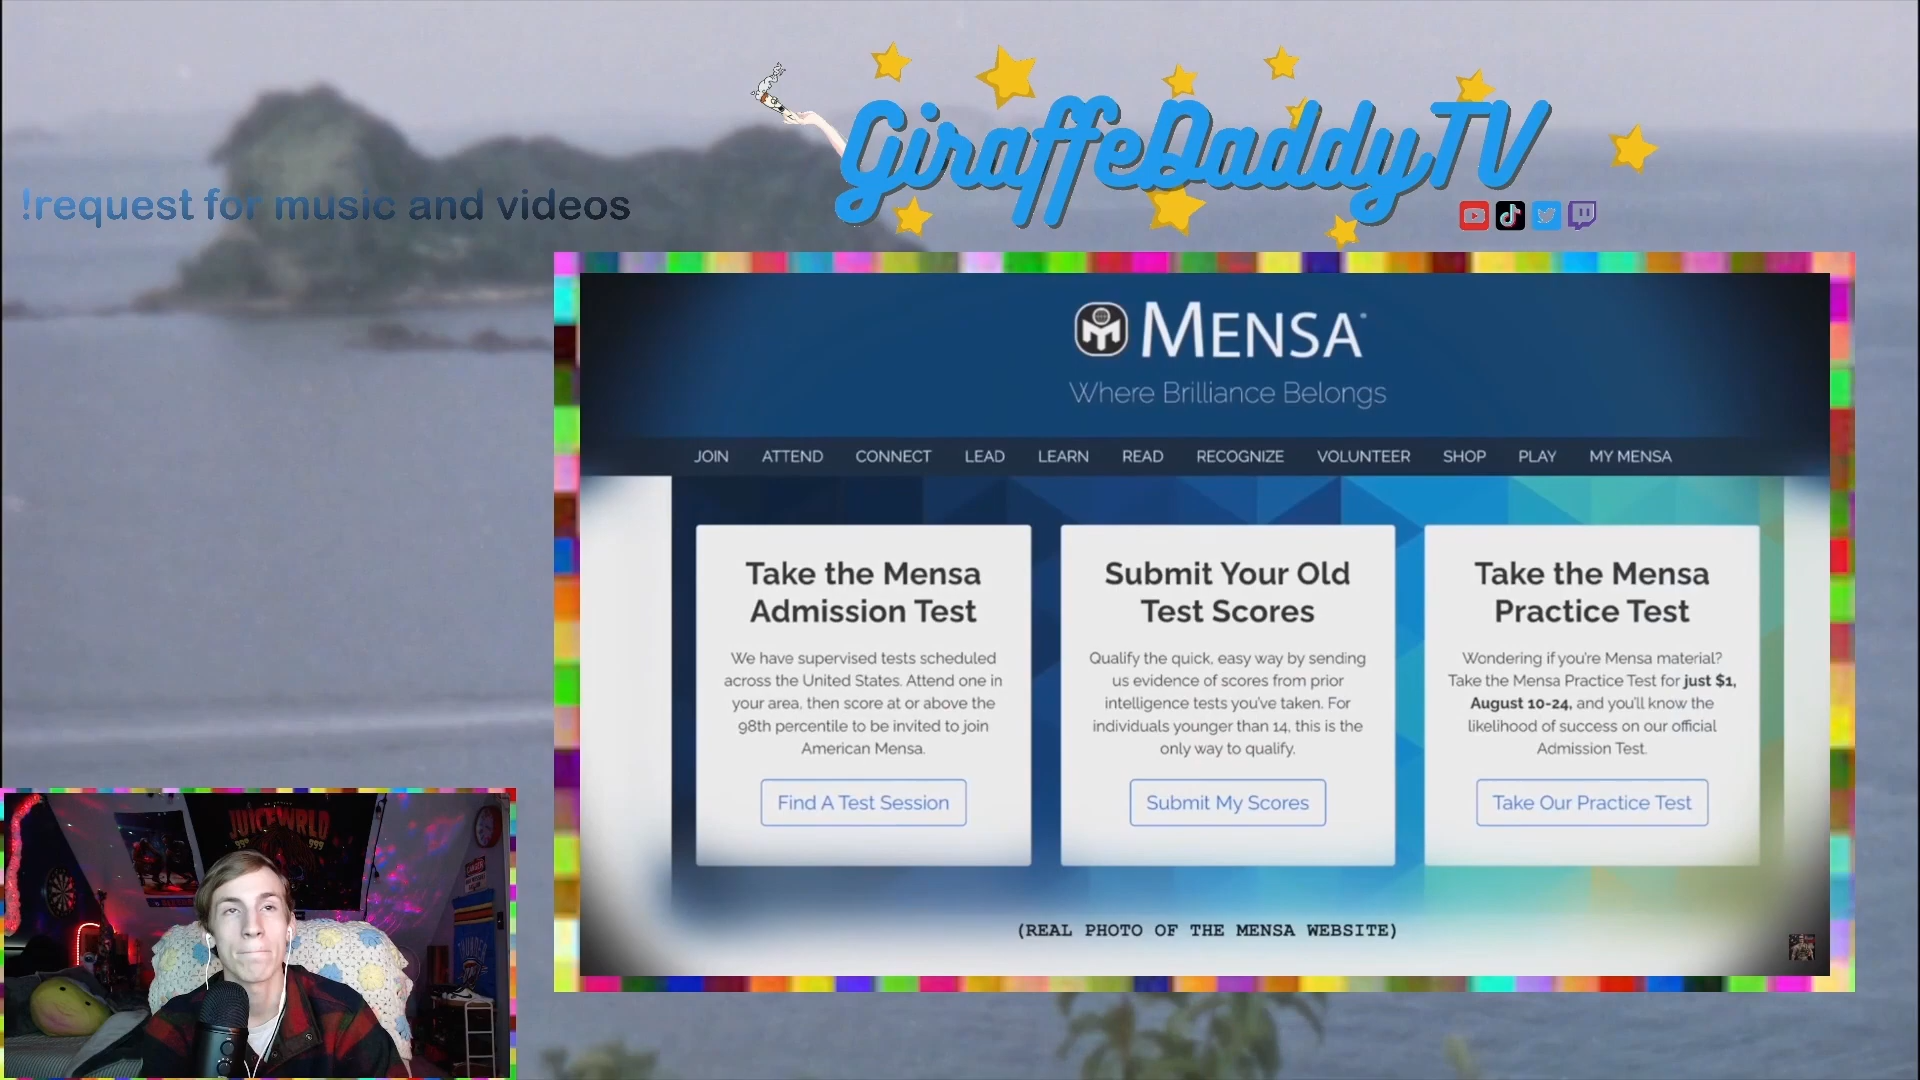 GiraffeDaddyTV
!request for music and videos
MENSA
Where Brilliance Belongs
JOIN ATTEND CONNECT LEAD LEARN READ RECOGNIZE VOLUNTEER SHOP PLAY MY MENSA
Take the Mensa
Admission Test
We have supervised tests scheduled
across the United States. Attend one in
your area, then score at or above the
98th percentile to be invited to join
American Mensa.
Find A Test Session
Submit Your Old
Test Scores
Qualify the quick, easy way by sending
us evidence of scores from prior
intelligence tests you've taken. For
individuals younger than 14, this is the
only way to qualify.
Submit My Scores
Take the Mensa
Practice Test
Wondering if you're Mensa material?
Take the Mensa Practice Test for just $1,
August 10-24, and you'll know the
likelihood of success on our official
Admission Test.
Take Our Practice Test
(REAL PHOTO OF THE MENSA WEBSITE)
JUICE WRLD
999 999
THUNDER